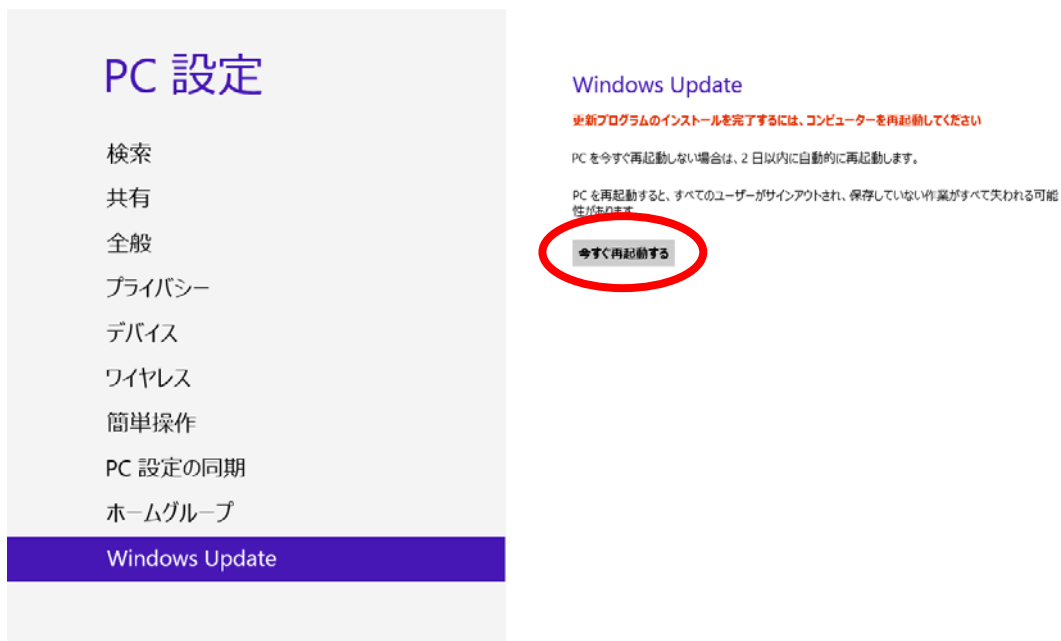 PC 設定
検索
共有
全般
プライバシー
デバイス
ワイヤレス
簡単操作
PC 設定の同期
ホームグループ
Windows Update
Windows Update
更新プログラムのインストールを完了するには、コンピューターを再起動してください
PC を今すぐ再起動しない場合は、2 日以内に自動的に再起動します。
PC を再起動すると、すべてのユーザーがサインアウトされ、保存していない作業がすべて失われる可能
性があります
今すぐ再起動する